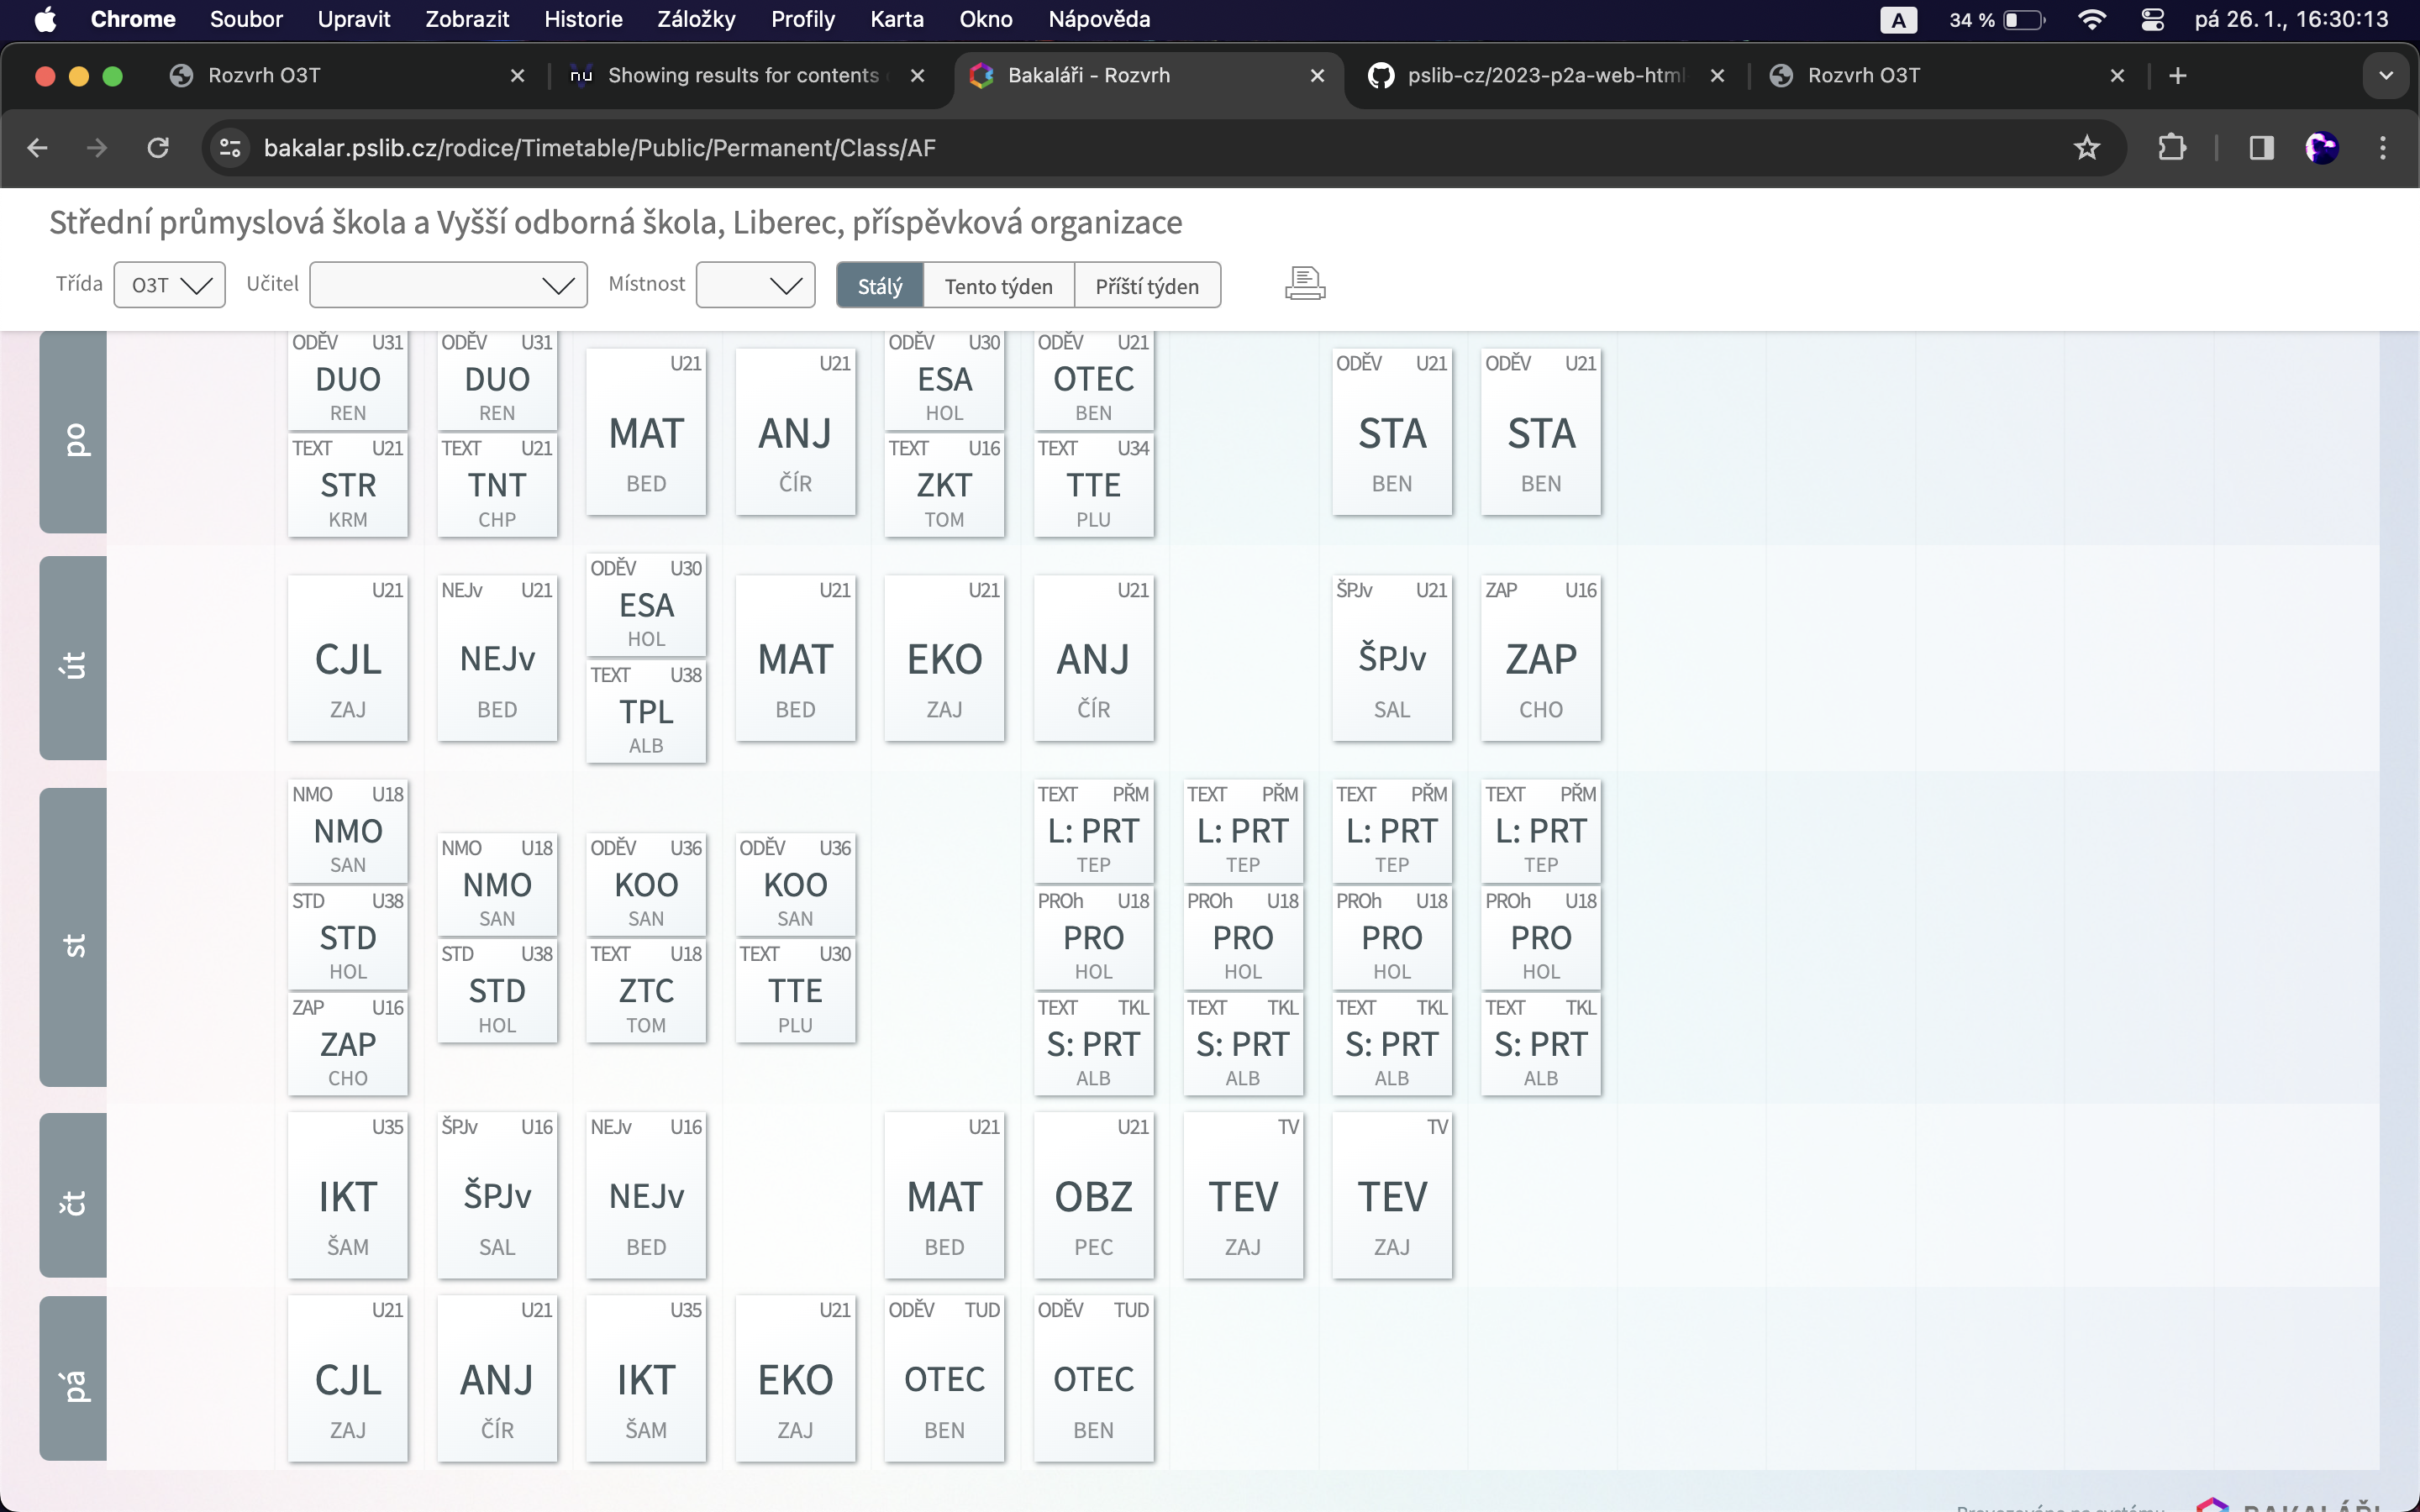 Chrome Soubor Upravit Zobrazit Historie Záložky Profily Karta Okno Nápověda A 34 % pá 26. 1., 16:30:13
Rozvrh O3T nu Showing results for contents Bakaláři - Rozvrh pslib-cz/2023-p2a-web-html Rozvrh O3T
bakalar.pslib.cz/rodice/Timetable/Public/Permanent/Class/AF
Střední průmyslová škola a Vyšší odborná škola, Liberec, příspěvková organizace
Třída O3T Učitel Místnost Stálý Tento týden Příští týden
po
ODĚV U31 ODĚV U31 ODĚV U30 ODĚV U21
U21 U21 ODĚV U21 ODĚV U21
DUO DUO ESA OTEC
REN REN HOL BEN
MAT ANJ STA STA
TEXT U21 TEXT U21 TEXT U16 TEXT U34
STR TNT ZKT TTE
BED ČÍR BEN BEN
KRM CHP TOM PLU
út
ODĚV U30
U21 NEJv U21 U21 U21 U21 ŠPJv U21 ZAP U16
ESA
HOL
CJL NEJv MAT EKO ANJ ŠPJv ZAP
TEXT U38
TPL
ZAJ BED BED ZAJ ČÍR SAL CHO
ALB
st
NMO U18 TEXT PŘM TEXT PŘM TEXT PŘM TEXT PŘM
NMO L: PRT L: PRT L: PRT L: PRT
NMO U18 ODĚV U36 ODĚV U36
SAN TEP TEP TEP TEP
NMO KOO KOO
STD U38 PROh U18 PROh U18 PROh U18 PROh U18
SAN SAN SAN
STD PRO PRO PRO PRO
STD U38 TEXT U18 TEXT U30
HOL HOL HOL HOL HOL
STD ZTC TTE
ZAP U16 TEXT TKL TEXT TKL TEXT TKL TEXT TKL
HOL TOM PLU
ZAP S: PRT S: PRT S: PRT S: PRT
CHO ALB ALB ALB ALB
čt
U35 ŠPJv U16 NEJv U16 U21 U21 TV TV
IKT ŠPJv NEJv MAT OBZ TEV TEV
ŠAM SAL BED BED PEC ZAJ ZAJ
pá
U21 U21 U35 U21 ODĚV TUD ODĚV TUD
CJL ANJ IKT EKO OTEC OTEC
ZAJ ČÍR ŠAM ZAJ BEN BEN
Provozováno na systému BAKALÁŘI